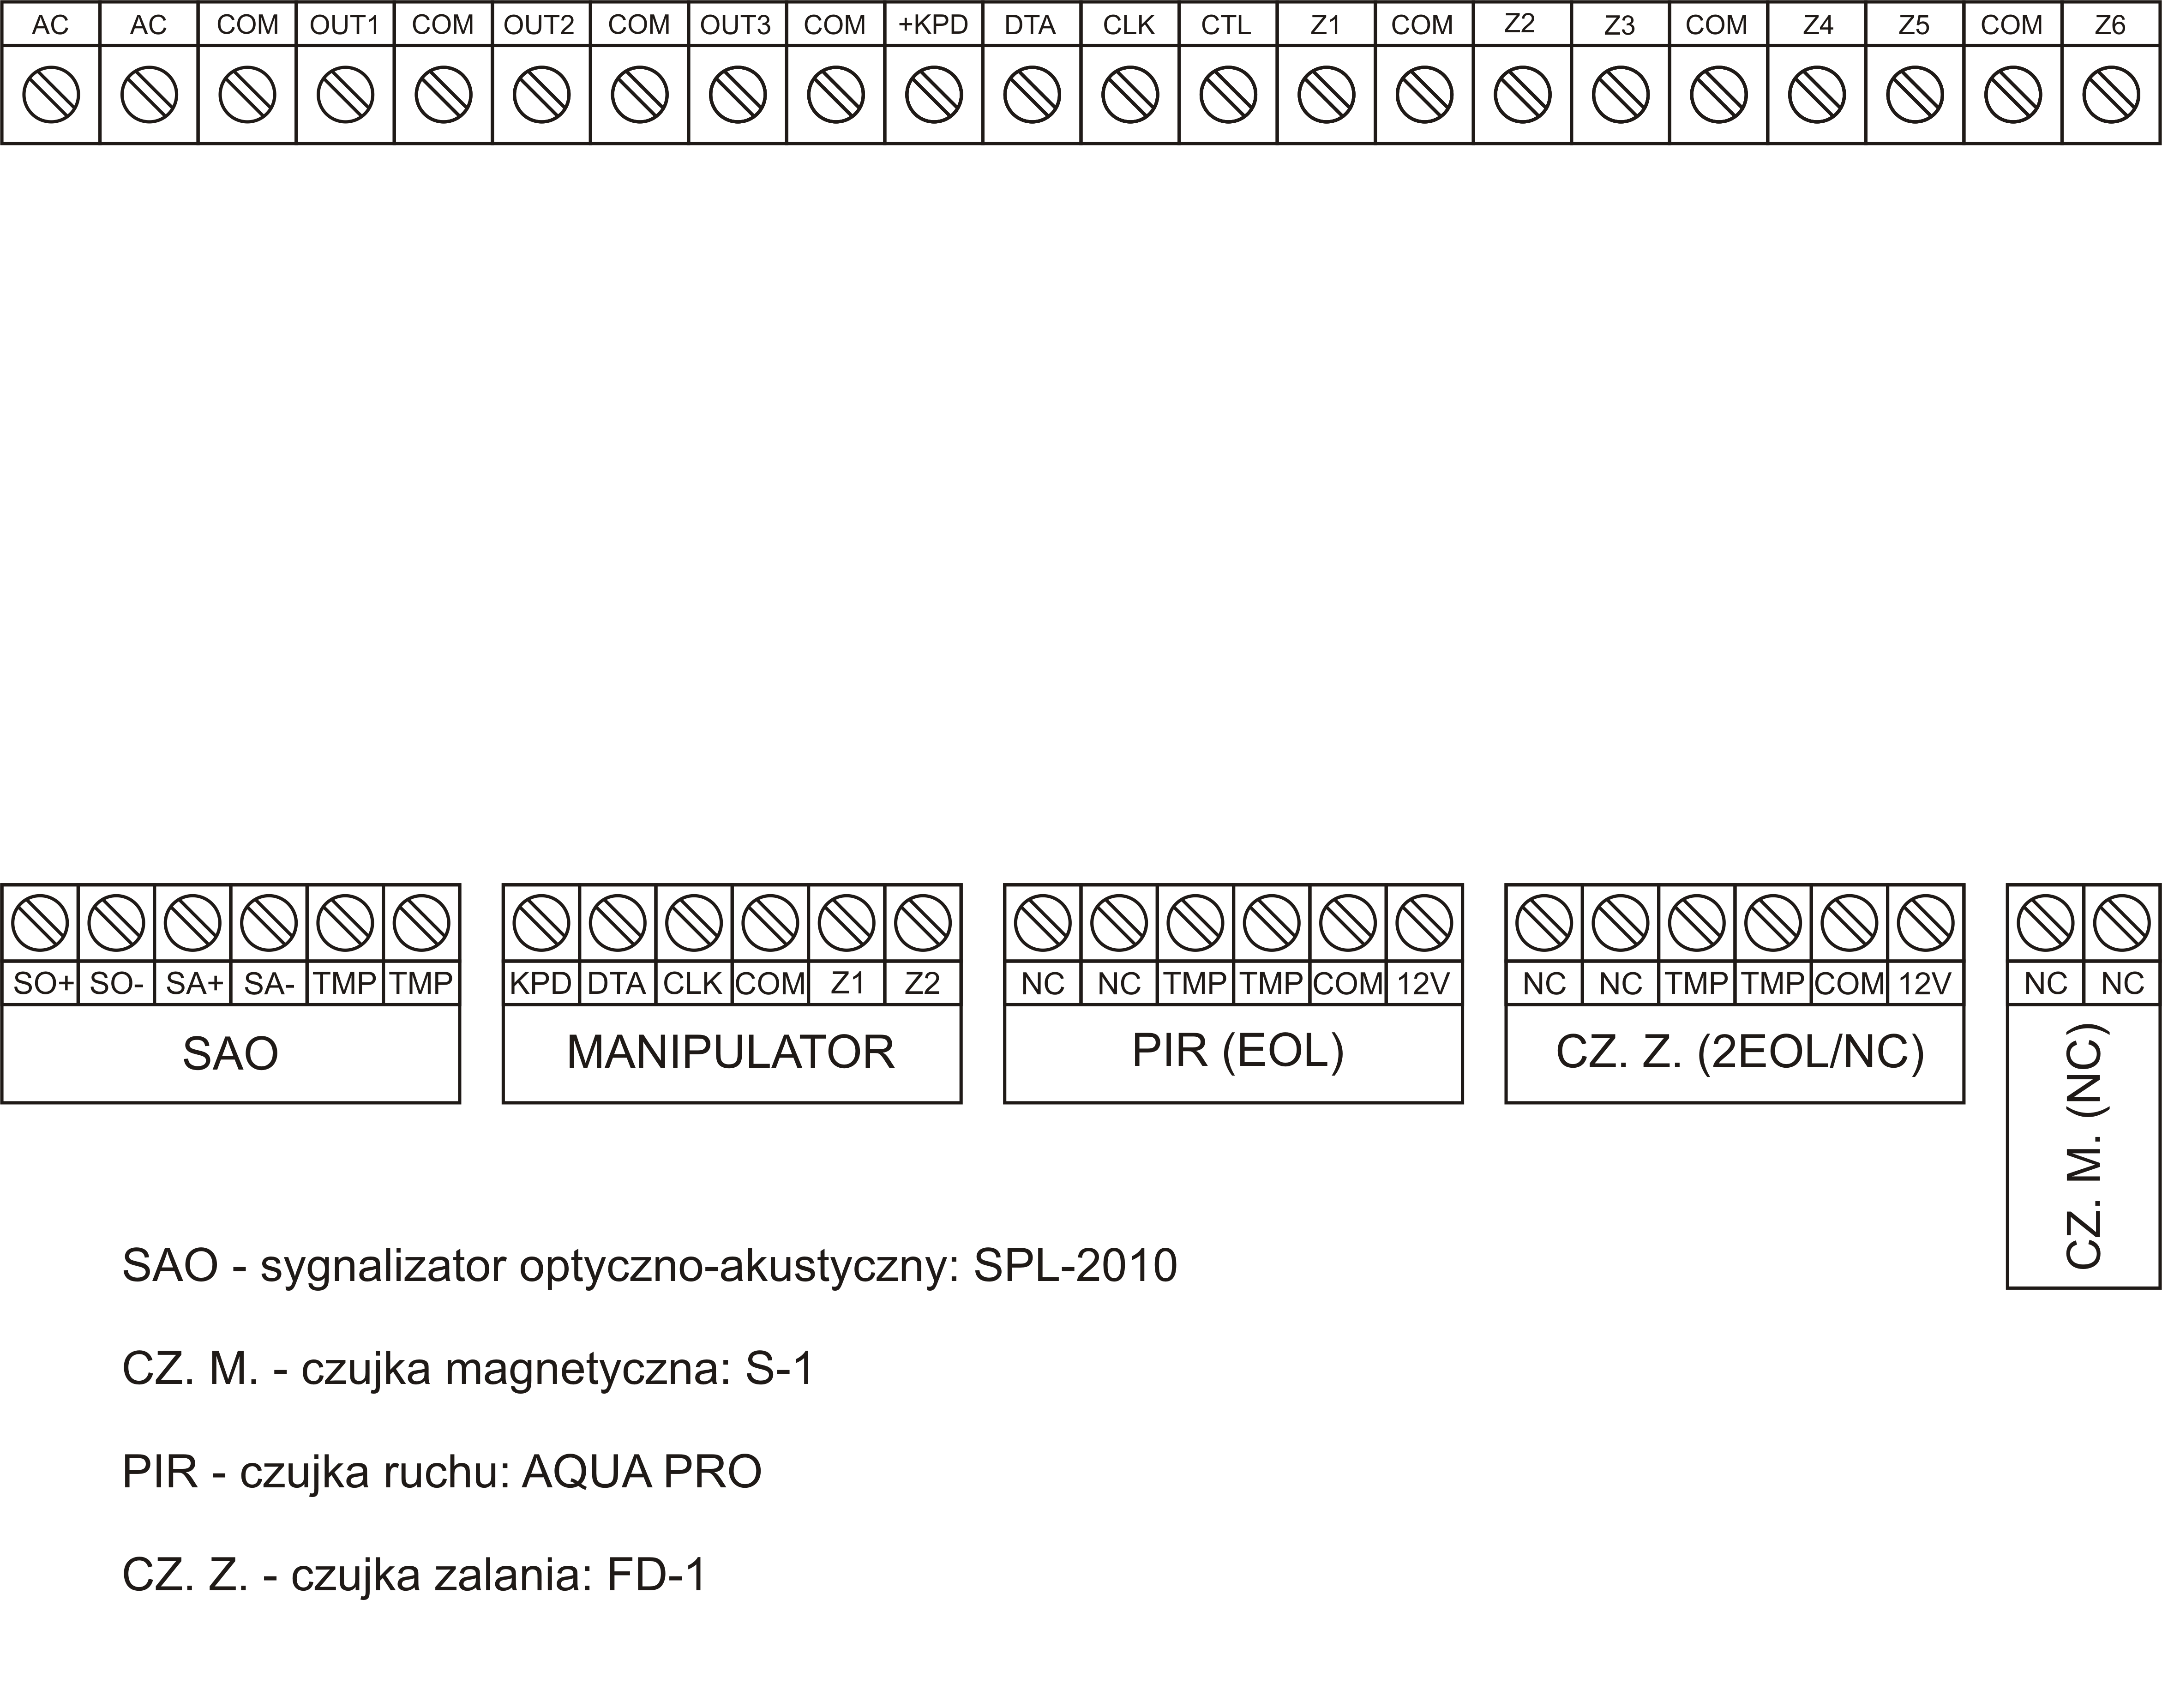 AC AC COM OUT1 COM OUT2 COM OUT3 COM +KPD DTA CLK CTL Z1 COM Z2 Z3 COM Z4 Z5 COM Z6
SO+ SO- SA+ SA- TMP TMP
SAO
KPD DTA CLK COM Z1 Z2
MANIPULATOR
NC NC TMP TMP COM 12V
PIR (EOL)
NC NC TMP TMP COM 12V
CZ. Z. (2EOL/NC)
NC NC
CZ. M. (NC)
SAO - sygnalizator optyczno-akustyczny: SPL-2010
CZ. M. - czujka magnetyczna: S-1
PIR - czujka ruchu: AQUA PRO
CZ. Z. - czujka zalania: FD-1